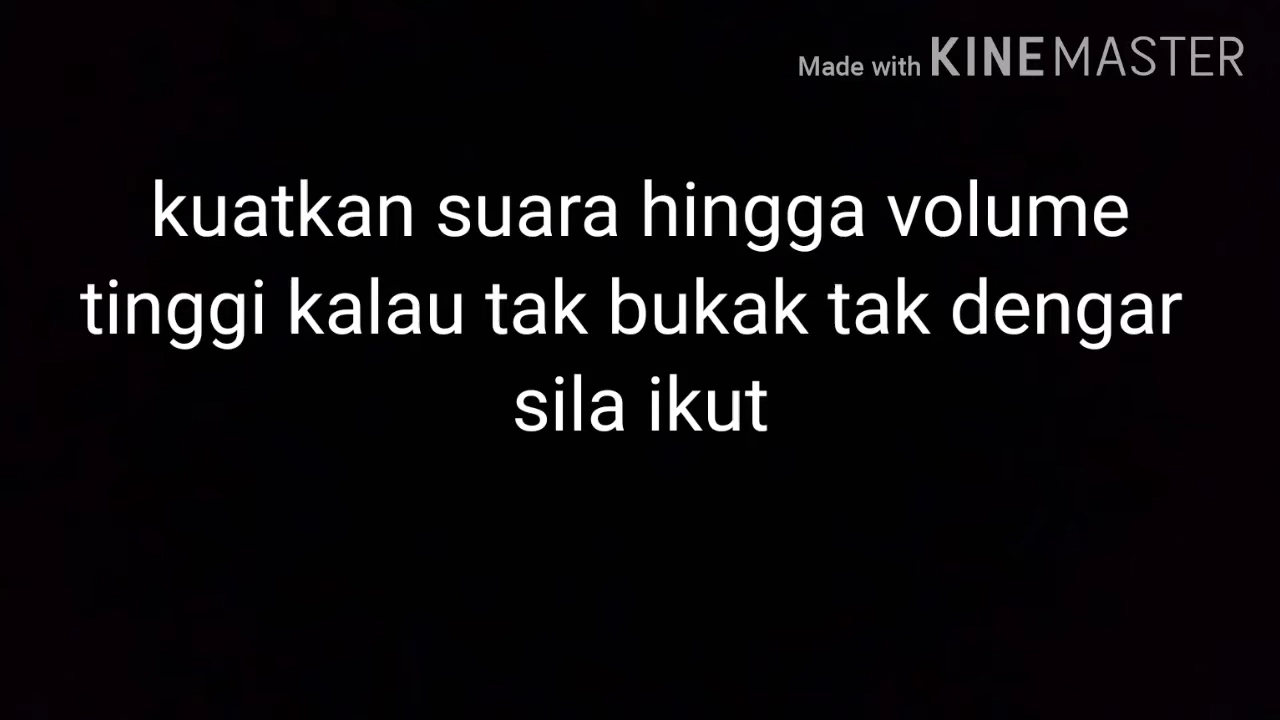 Made with KINEMASTER
kuatkan suara hingga volume
tinggi kalau tak bukak tak dengar
sila ikut